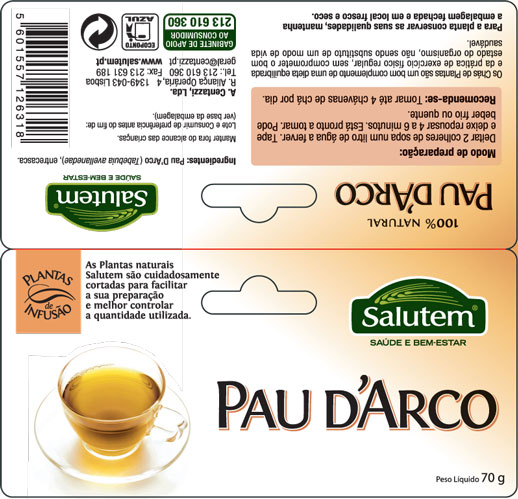 PLANTAS
de
INFUSÃO
As Plantas naturais
Salutem são cuidadosamente
cortadas para facilitar
a sua preparação
e melhor controlar
a quantidade utilizada.
Salutem®
SAÚDE E BEM-ESTAR
PAU D'ARCO
Peso Líquido 70 g
100% NATURAL
PAU D'ARCO
Salutem®
SAÚDE E BEM-ESTAR
Modo de preparação:
Deitar 2 colheres de sopa num litro de água a ferver. Tape
e deixe repousar 4 a 6 minutos. Está pronto a tomar. Pode
beber frio ou quente.
Recomenda-se: Tomar até 4 chávenas de chá por dia.
Os Chás de Plantas são um bom complemento de uma dieta equilibrada
e da prática de exercício físico regular, sem comprometer o bom
estado do organismo, não sendo substituto de um modo de vida
saudável.
Para a planta conservar as suas qualidades, mantenha
a embalagem fechada e em local fresco e seco.
Ingredientes: Pau D'Arco (Tabebuia avellanedae), entrecasca.
Manter fora do alcance das crianças.
Lote e Consumir de preferência antes do fim de:
(ver base da embalagem).
A. Centazzi, Lda,
R. Aliança Operária, 4 1349-043 Lisboa
Tel.: 213 610 360 Fax: 213 631 189
geral@centazzi.pt www.salutem.pt
GABINETE DE APOIO
AO CONSUMIDOR
213 610 360
ECOPONTO
AZUL
5 601557 126318